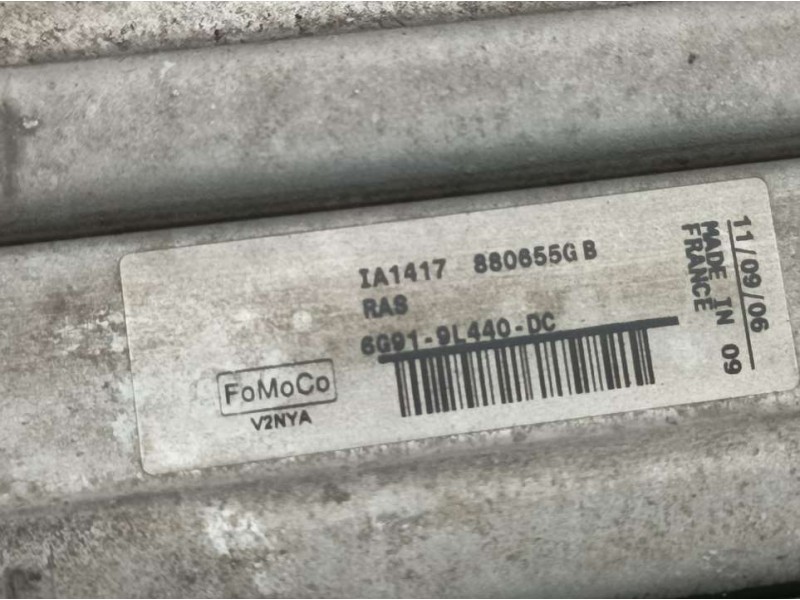 IA1417 880655G B
RAS
6G91-9L440-DC
FoMoCo
V2NYA
11/09/06
MADE IN 09
FRANCE